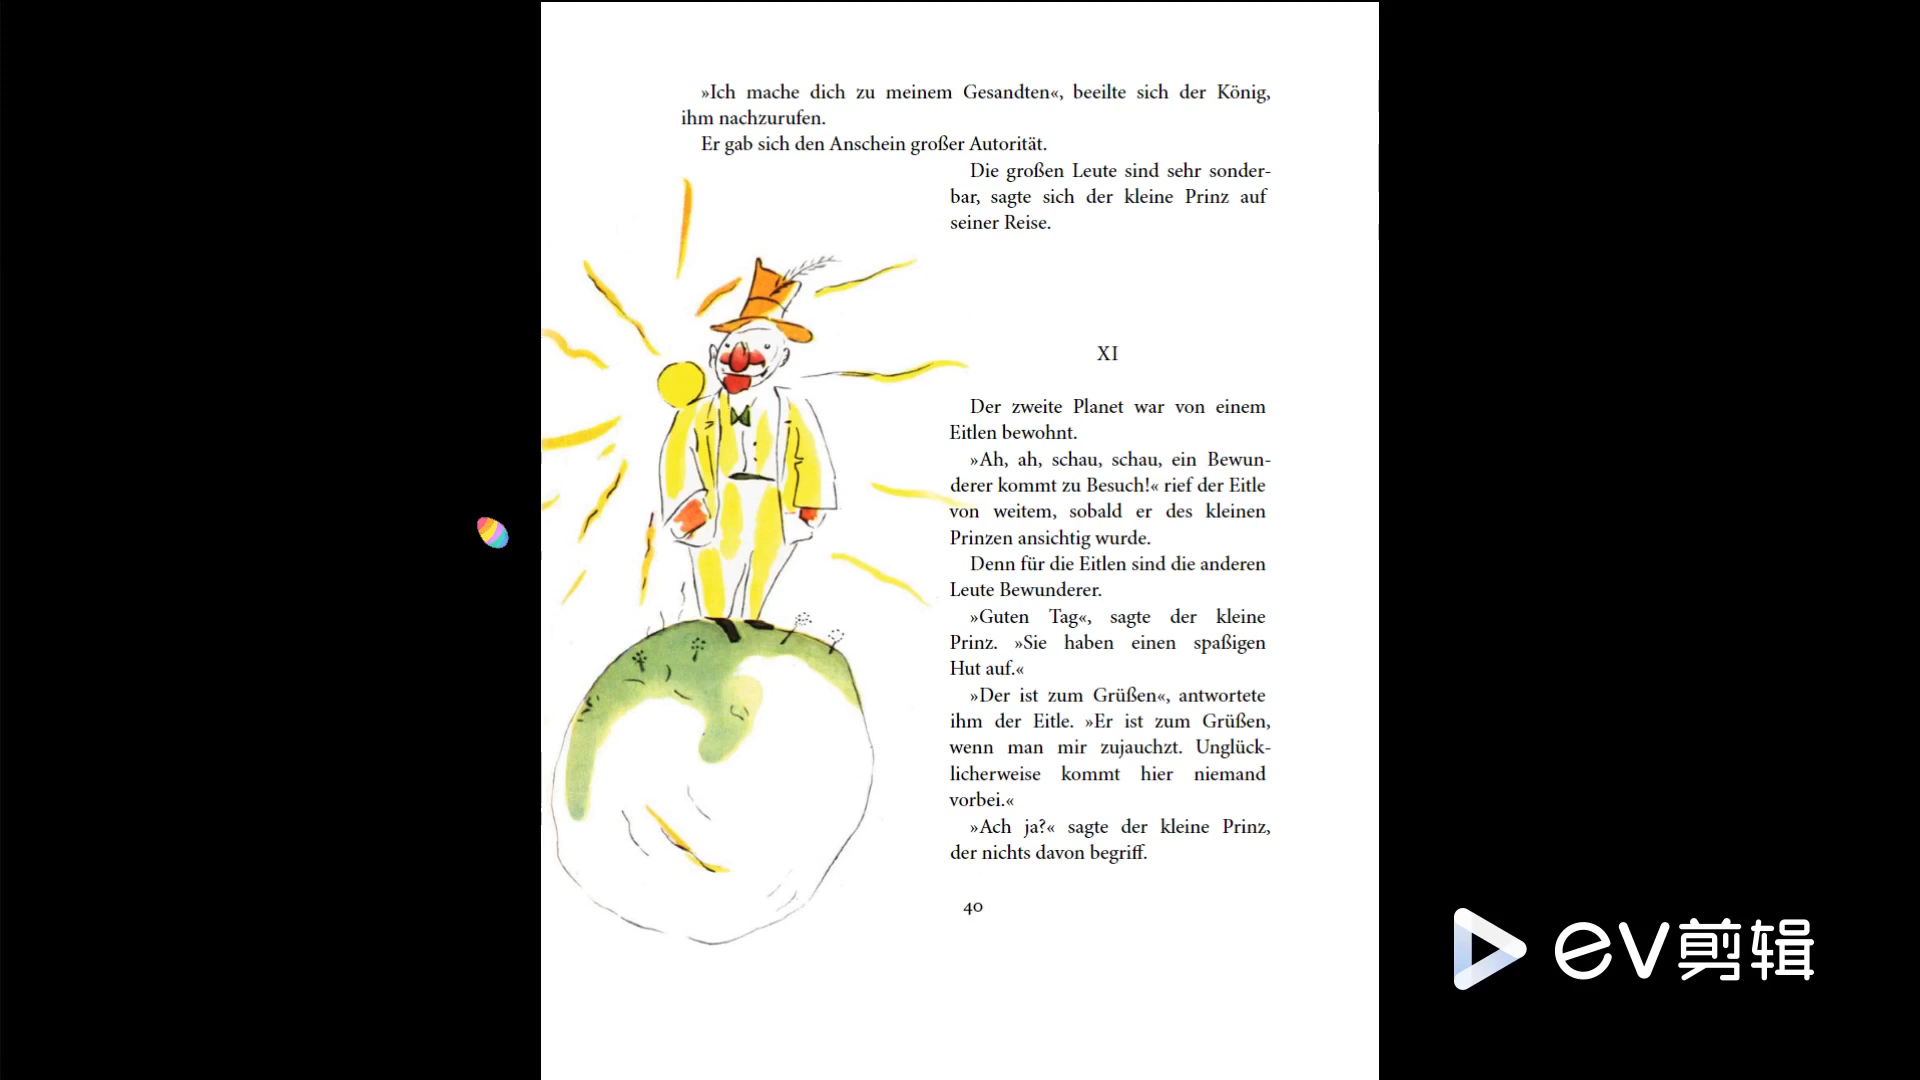 »Ich mache dich zu meinem Gesandten«, beeilte sich der König,
ihm nachzurufen.
Er gab sich den Anschein großer Autorität.
Die großen Leute sind sehr sonder-
bar, sagte sich der kleine Prinz auf
seiner Reise.
XI
Der zweite Planet war von einem
Eitlen bewohnt.
»Ah, ah, schau, schau, ein Bewun-
derer kommt zu Besuch!« rief der Eitle
von weitem, sobald er des kleinen
Prinzen ansichtig wurde.
Denn für die Eitlen sind die anderen
Leute Bewunderer.
»Guten Tag«, sagte der kleine
Prinz. »Sie haben einen spaßigen
Hut auf.«
»Der ist zum Grüßen«, antwortete
ihm der Eitle. »Er ist zum Grüßen,
wenn man mir zujauchzt. Unglück-
licherweise kommt hier niemand
vorbei.«
»Ach ja?« sagte der kleine Prinz,
der nichts davon begriff.
40
EV剪辑